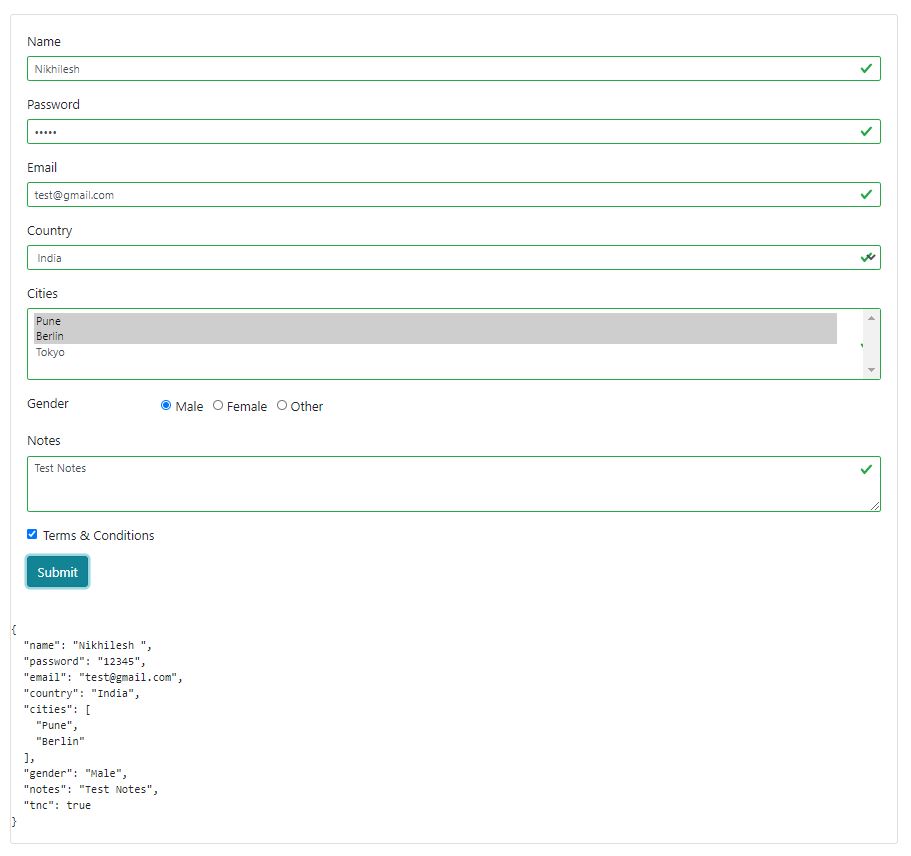 Name
Nikhilesh
Password
•••••
Email
test@gmail.com
Country
India
Cities
Pune
Berlin
Tokyo
Gender Male Female Other
Notes
Test Notes
Terms & Conditions
Submit
{
  "name": "Nikhilesh ",
  "password": "12345",
  "email": "test@gmail.com",
  "country": "India",
  "cities": [
    "Pune",
    "Berlin"
  ],
  "gender": "Male",
  "notes": "Test Notes",
  "tnc": true
}